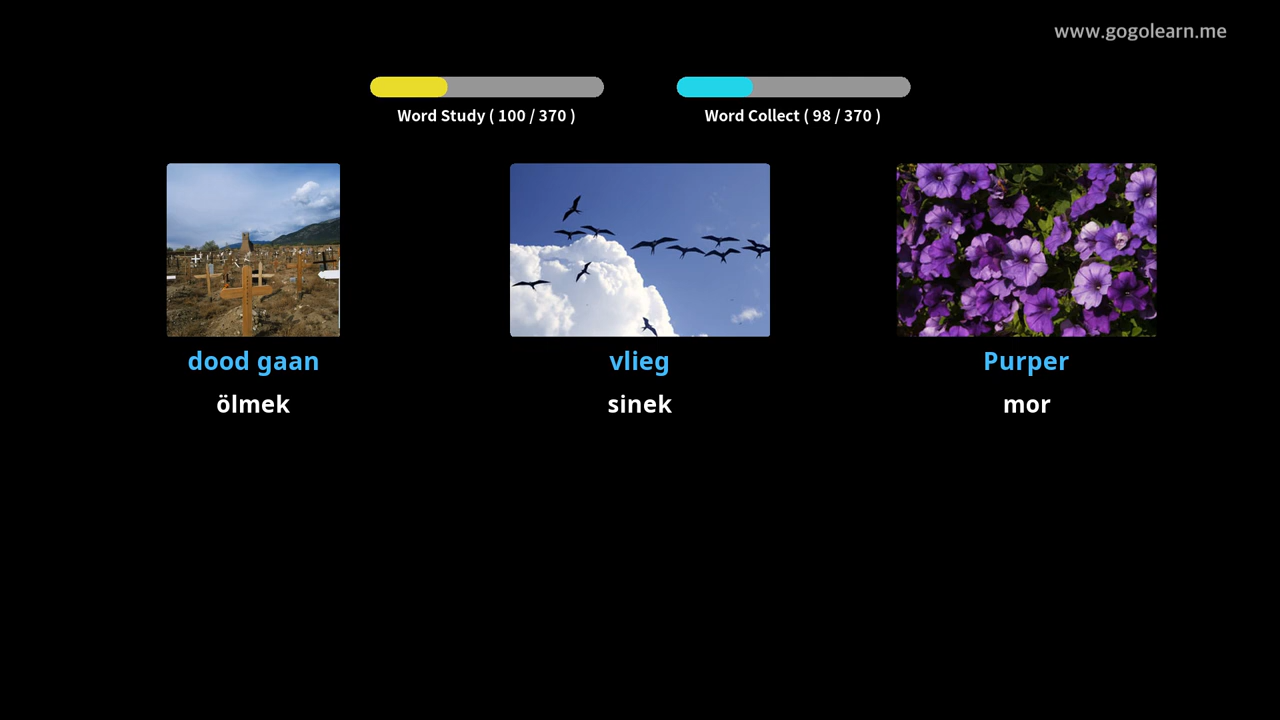 www.gogolearn.me
Word Study ( 100 / 370 )
Word Collect ( 98 / 370 )
dood gaan
vlieg
Purper
ölmek
sinek
mor